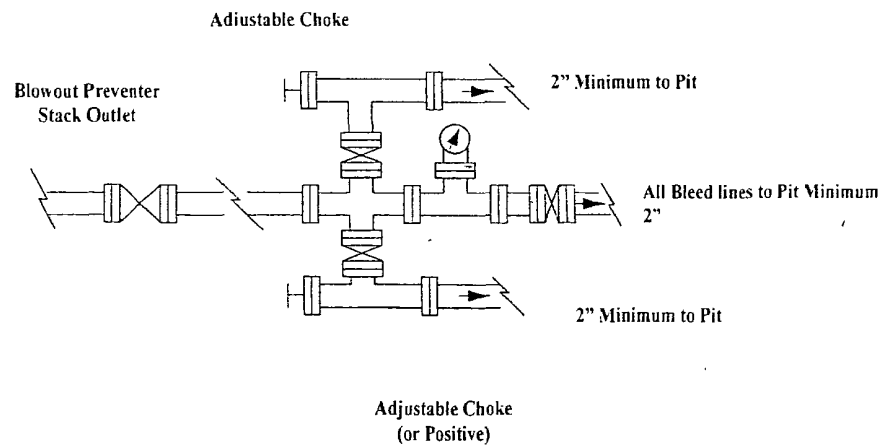 Adiustable Choke
2” Minimum to Pit
Blowout Preventer
Stack Outlet
All Bleed lines to Pit Minimum
2”
2” Minimum to Pit
Adjustable Choke
(or Positive)